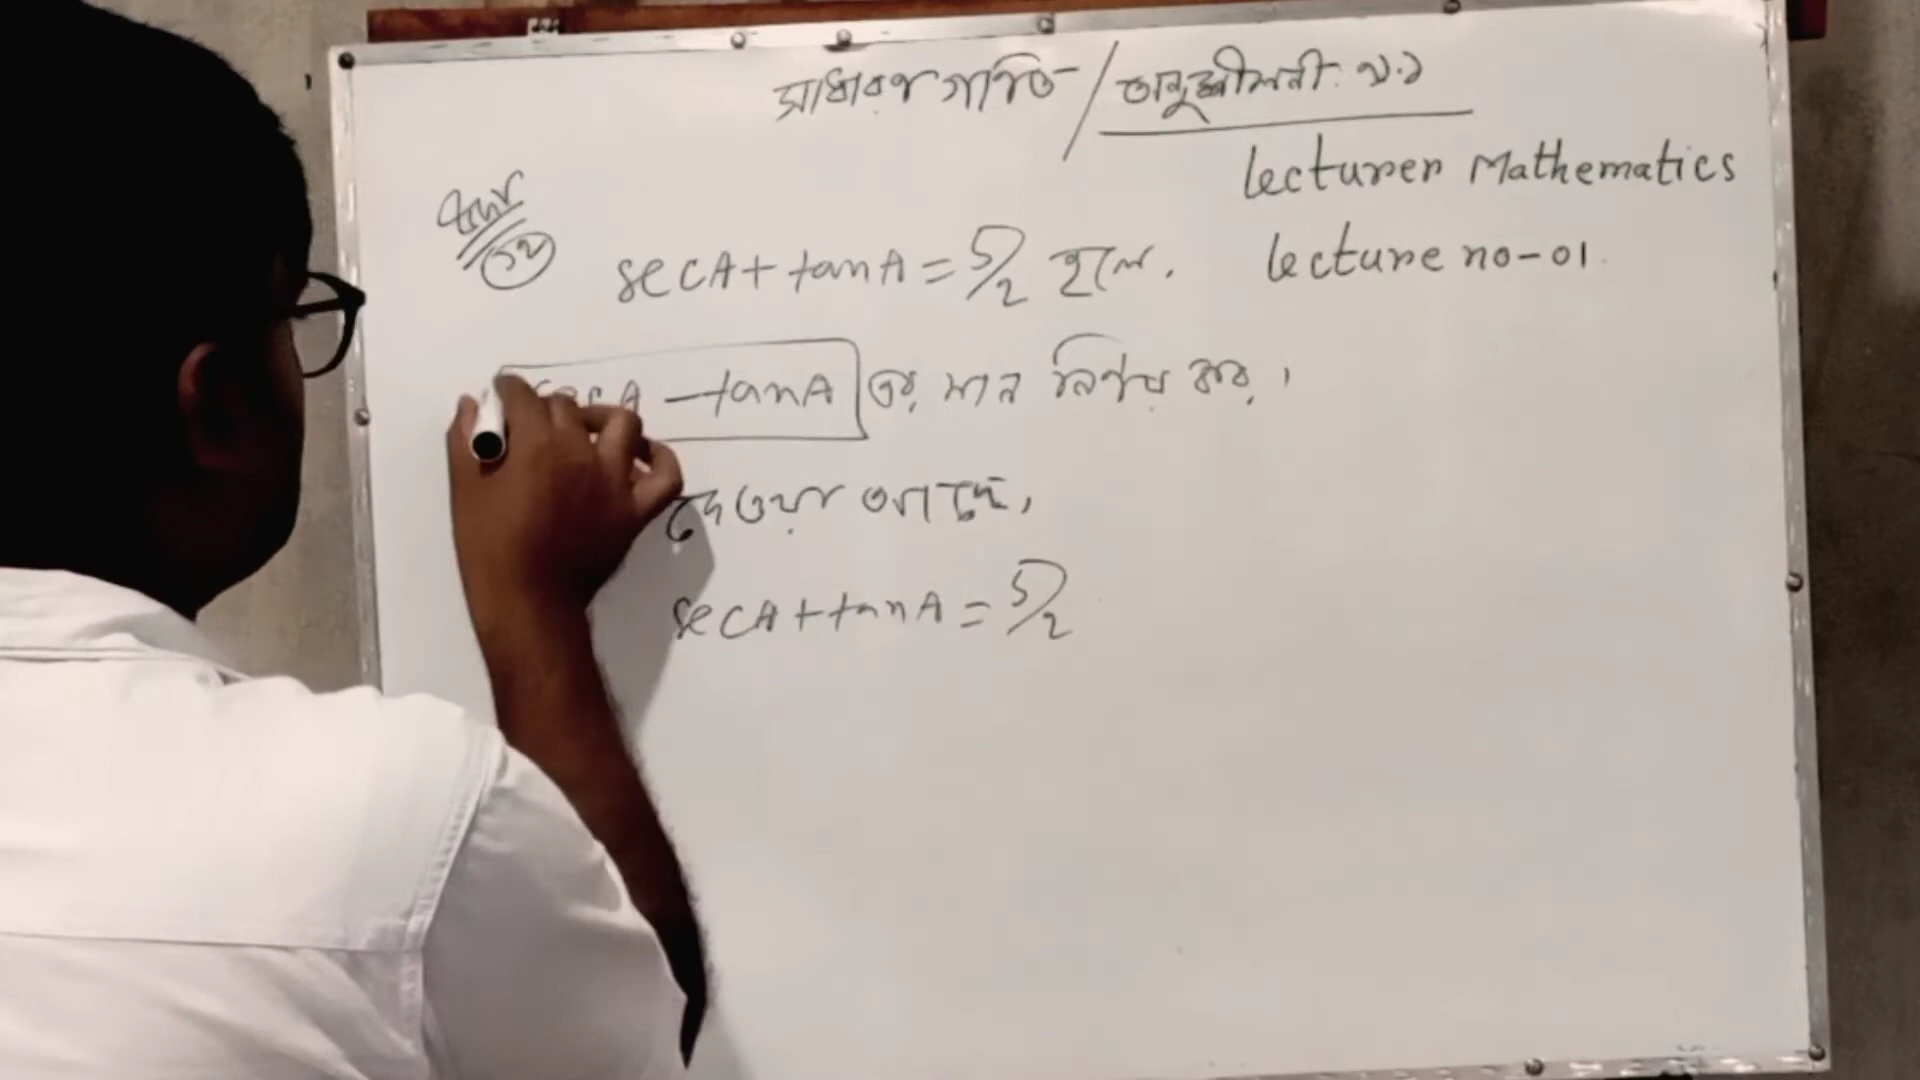 সাধারণ গণিত / অনুশীলনী ৯.১
Lecturer Mathematics
Lecture no-01.
১২
secA + tanA = 5/2 হলে,
secA - tanA এর মান নির্ণয় কর,
দেওয়া আছে,
secA + tanA = 5/2